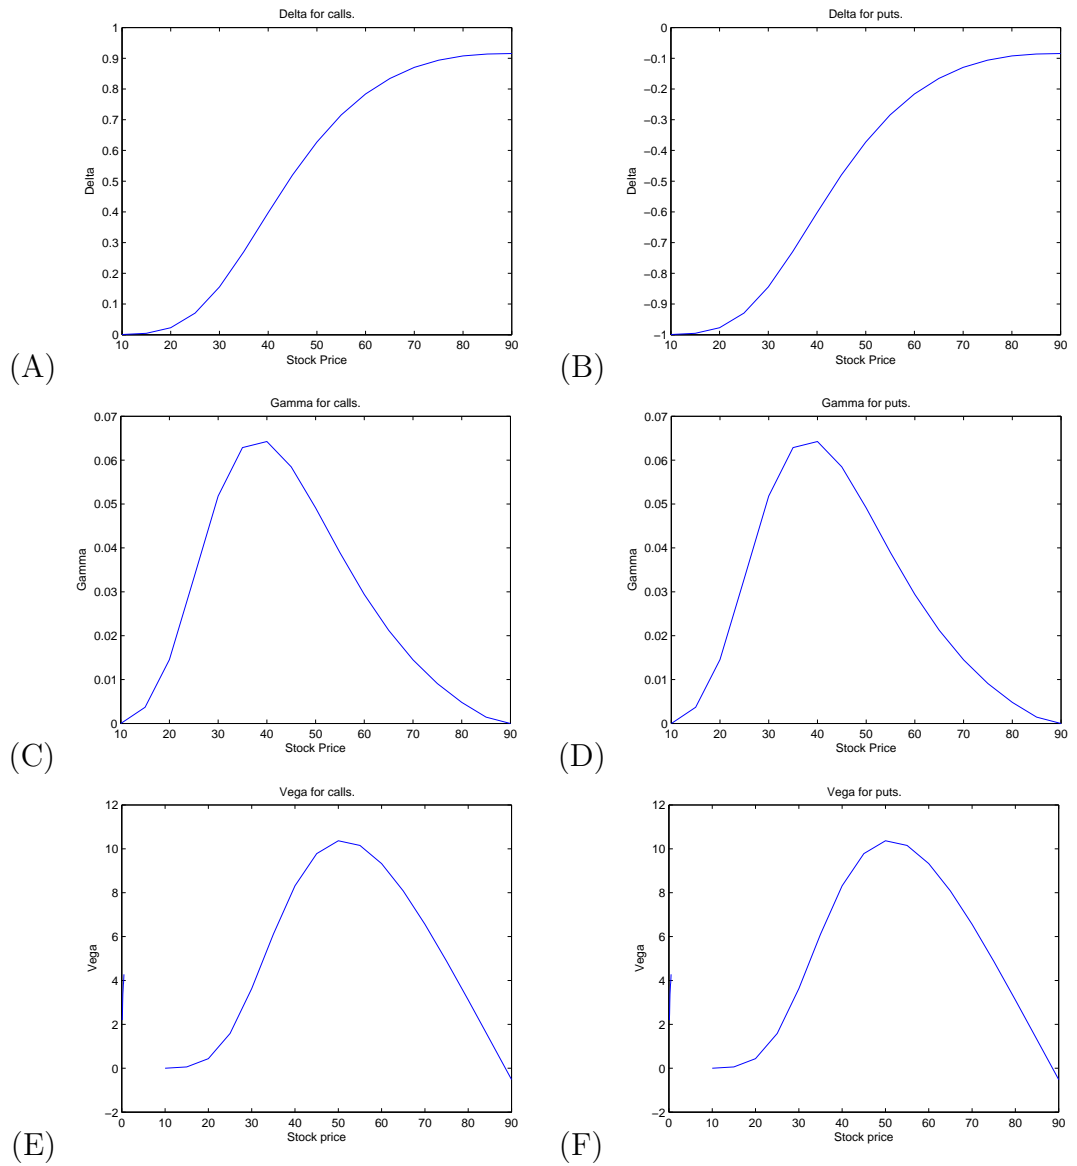 Delta for calls.
1
0.9
0.8
0.7
0.6
0.5
0.4
0.3
0.2
0.1
0
Delta
10 20 30 40 50 60 70 80 90
Stock Price
(A)
Delta for puts.
0
−0.1
−0.2
−0.3
−0.4
−0.5
−0.6
−0.7
−0.8
−0.9
−1
Delta
10 20 30 40 50 60 70 80 90
Stock Price
(B)
Gamma for calls.
0.07
0.06
0.05
0.04
0.03
0.02
0.01
0
Gamma
10 20 30 40 50 60 70 80 90
Stock Price
(C)
Gamma for puts.
0.07
0.06
0.05
0.04
0.03
0.02
0.01
0
Gamma
10 20 30 40 50 60 70 80 90
Stock Price
(D)
Vega for calls.
12
10
8
6
4
2
0
−2
Vega
0 10 20 30 40 50 60 70 80 90
Stock price
(E)
Vega for puts.
12
10
8
6
4
2
0
−2
Vega
0 10 20 30 40 50 60 70 80 90
Stock price
(F)